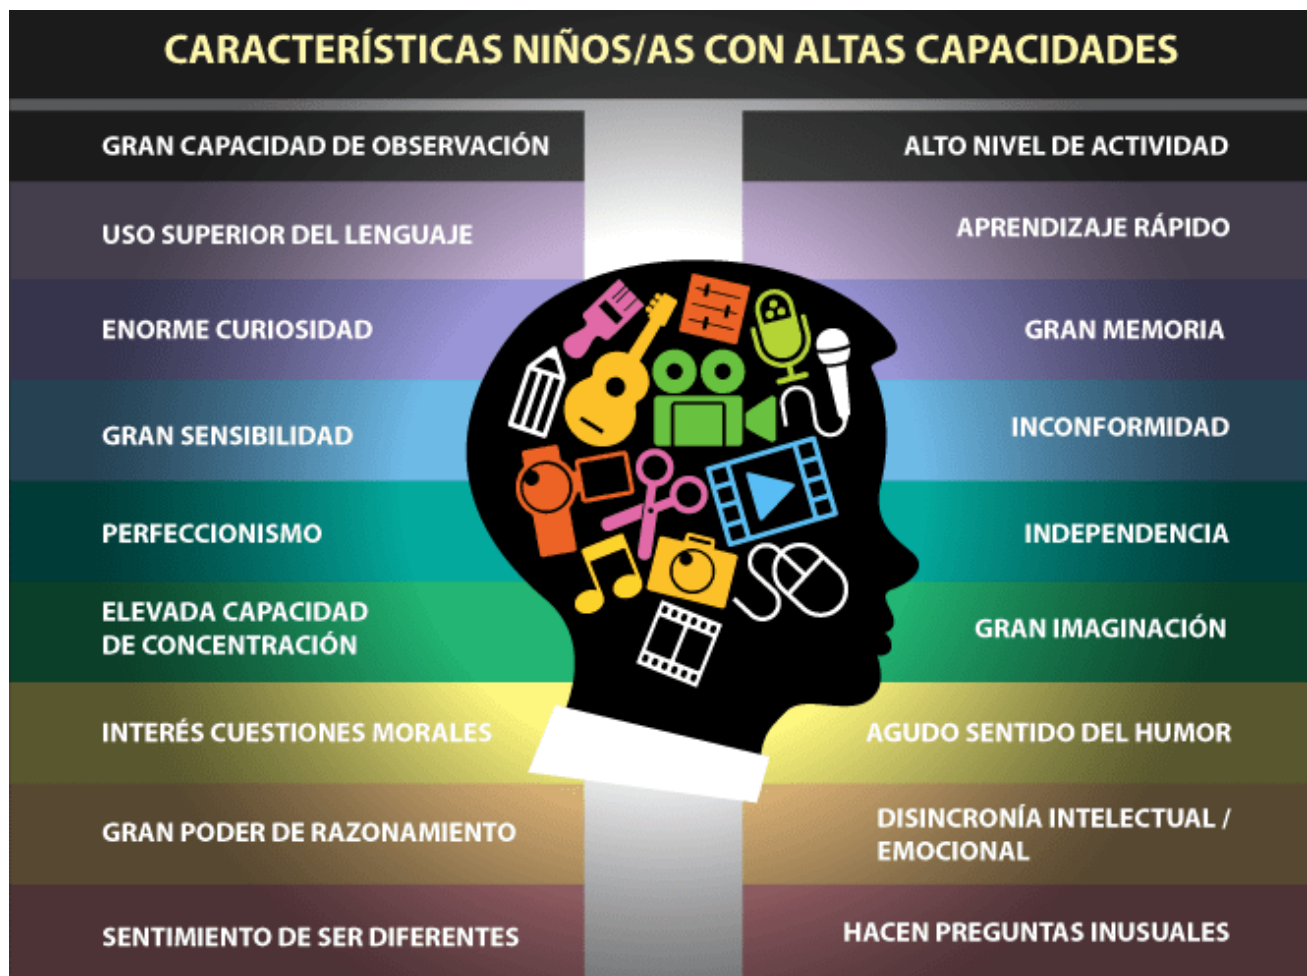 CARACTERÍSTICAS NIÑOS/AS CON ALTAS CAPACIDADES
GRAN CAPACIDAD DE OBSERVACIÓN
USO SUPERIOR DEL LENGUAJE
ENORME CURIOSIDAD
GRAN SENSIBILIDAD
PERFECCIONISMO
ELEVADA CAPACIDAD
DE CONCENTRACIÓN
INTERÉS CUESTIONES MORALES
GRAN PODER DE RAZONAMIENTO
SENTIMIENTO DE SER DIFERENTES
ALTO NIVEL DE ACTIVIDAD
APRENDIZAJE RÁPIDO
GRAN MEMORIA
INCONFORMIDAD
INDEPENDENCIA
GRAN IMAGINACIÓN
AGUDO SENTIDO DEL HUMOR
DISINCRONÍA INTELECTUAL /
EMOCIONAL
HACEN PREGUNTAS INUSUALES